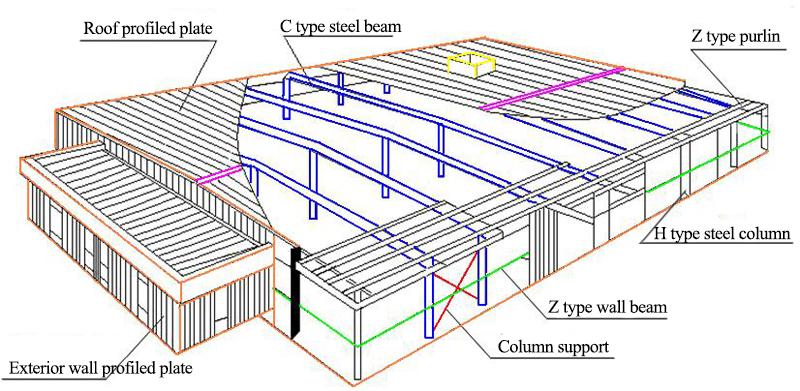 Roof profiled plate
C type steel beam
Z type purlin
H type steel column
Z type wall beam
Column support
Exterior wall profiled plate